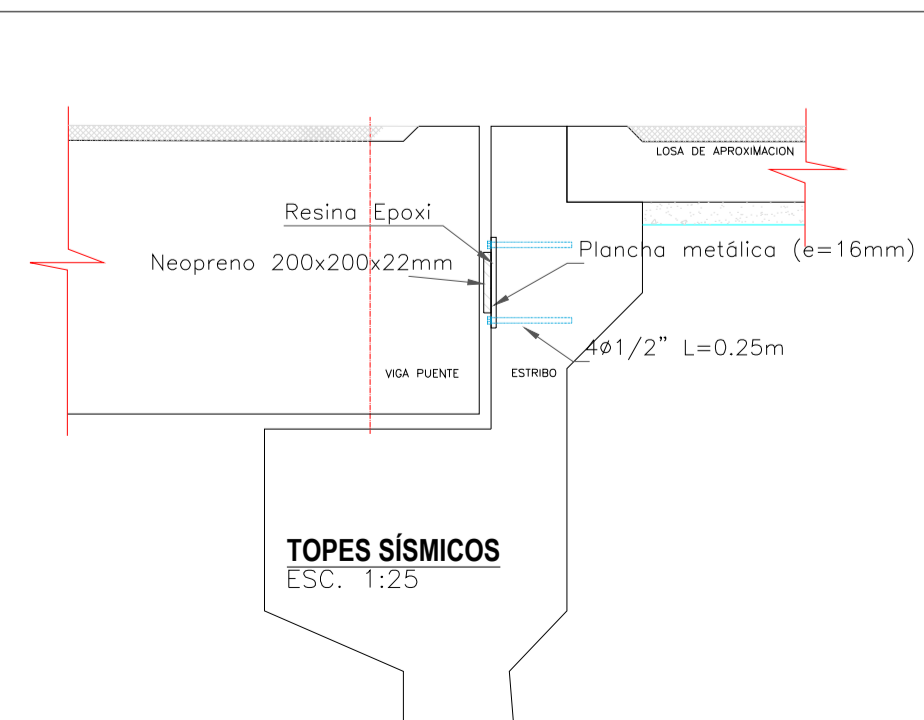 LOSA DE APROXIMACION
Resina Epoxi
Plancha metálica (e=16mm)
Neopreno 200x200x22mm
4ø1/2" L=0.25m
VIGA PUENTE
ESTRIBO
TOPES SÍSMICOS
ESC. 1:25